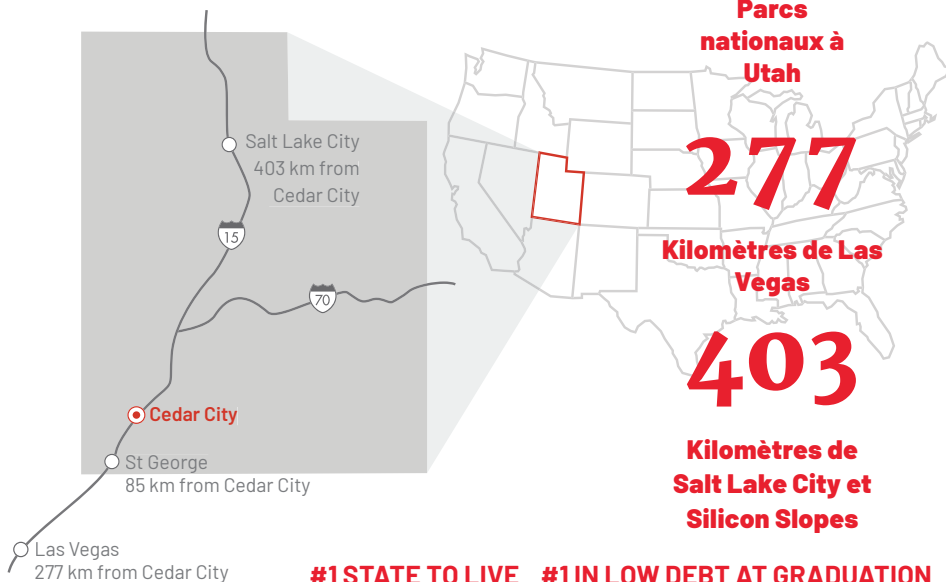 Salt Lake City
403 km from
Cedar City
15
70
Cedar City
St George
85 km from Cedar City
Las Vegas
277 km from Cedar City
Parcs
nationaux à
Utah
277
Kilomètres de Las
Vegas
403
Kilomètres de
Salt Lake City et
Silicon Slopes
#1 STATE TO LIVE
#1 IN LOW DEBT AT GRADUATION